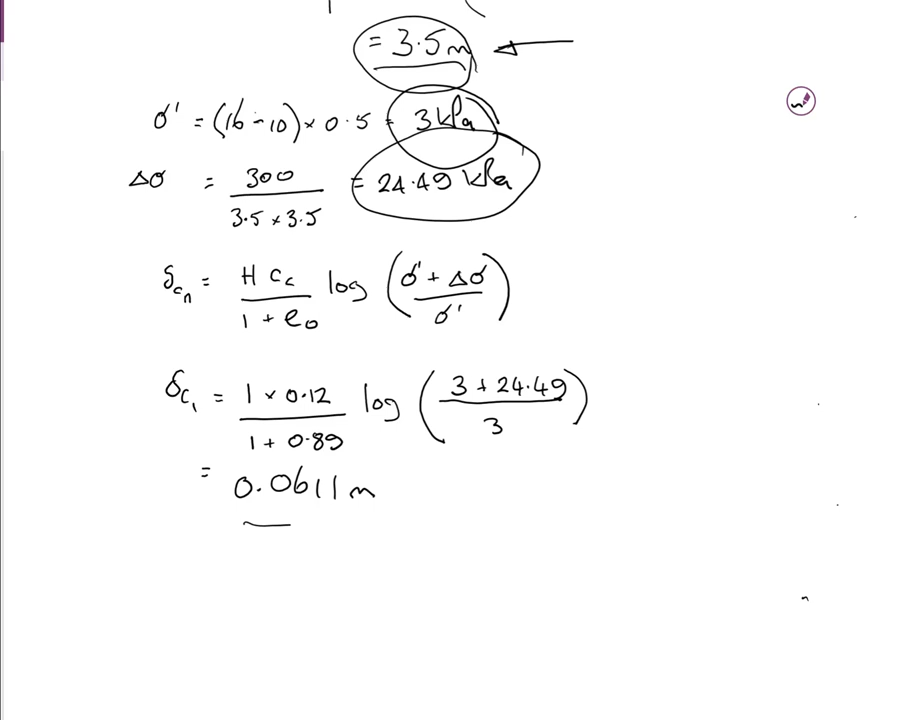 = 3.5m
σ' = (16 - 10) × 0.5 = 3 kPa
Δσ = 300 / 3.5 × 3.5 = 24.49 kPa
δcn = H Cc / 1 + e0 log (σ' + Δσ / σ')
δc1 = 1 × 0.12 / 1 + 0.89 log (3 + 24.49 / 3)
= 0.0611 m